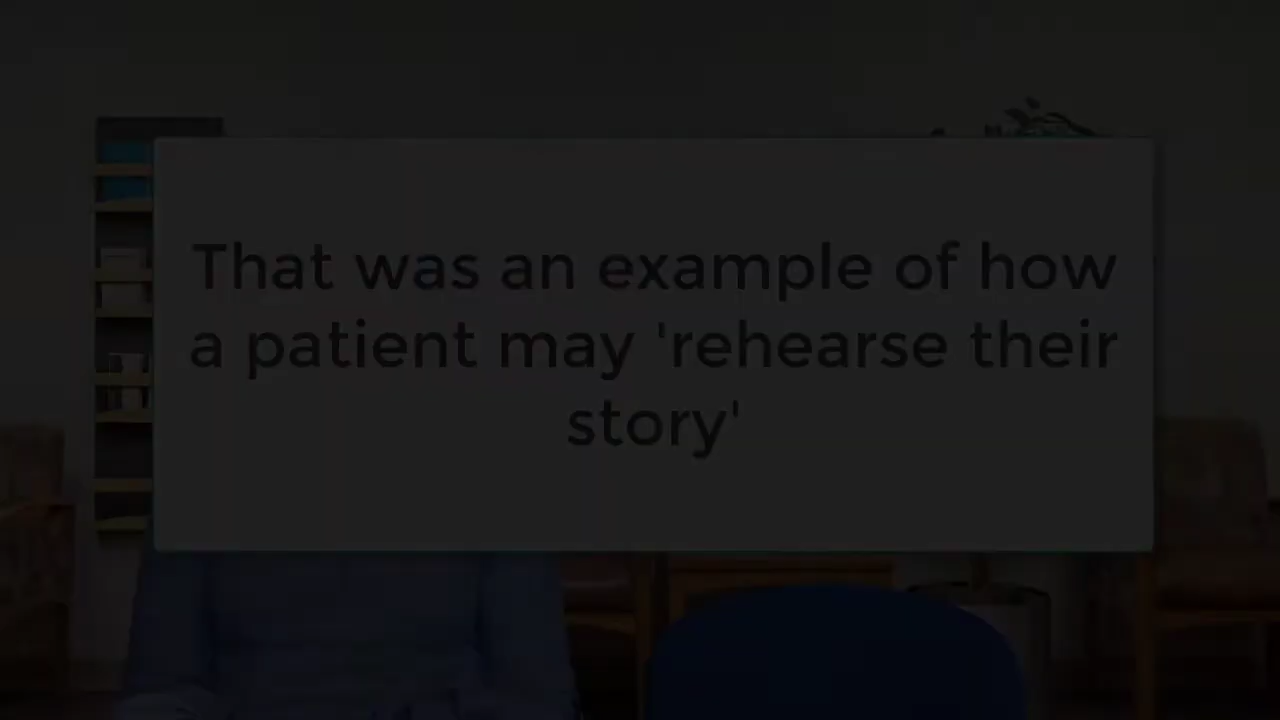 That was an example of how
a patient may 'rehearse their
story'